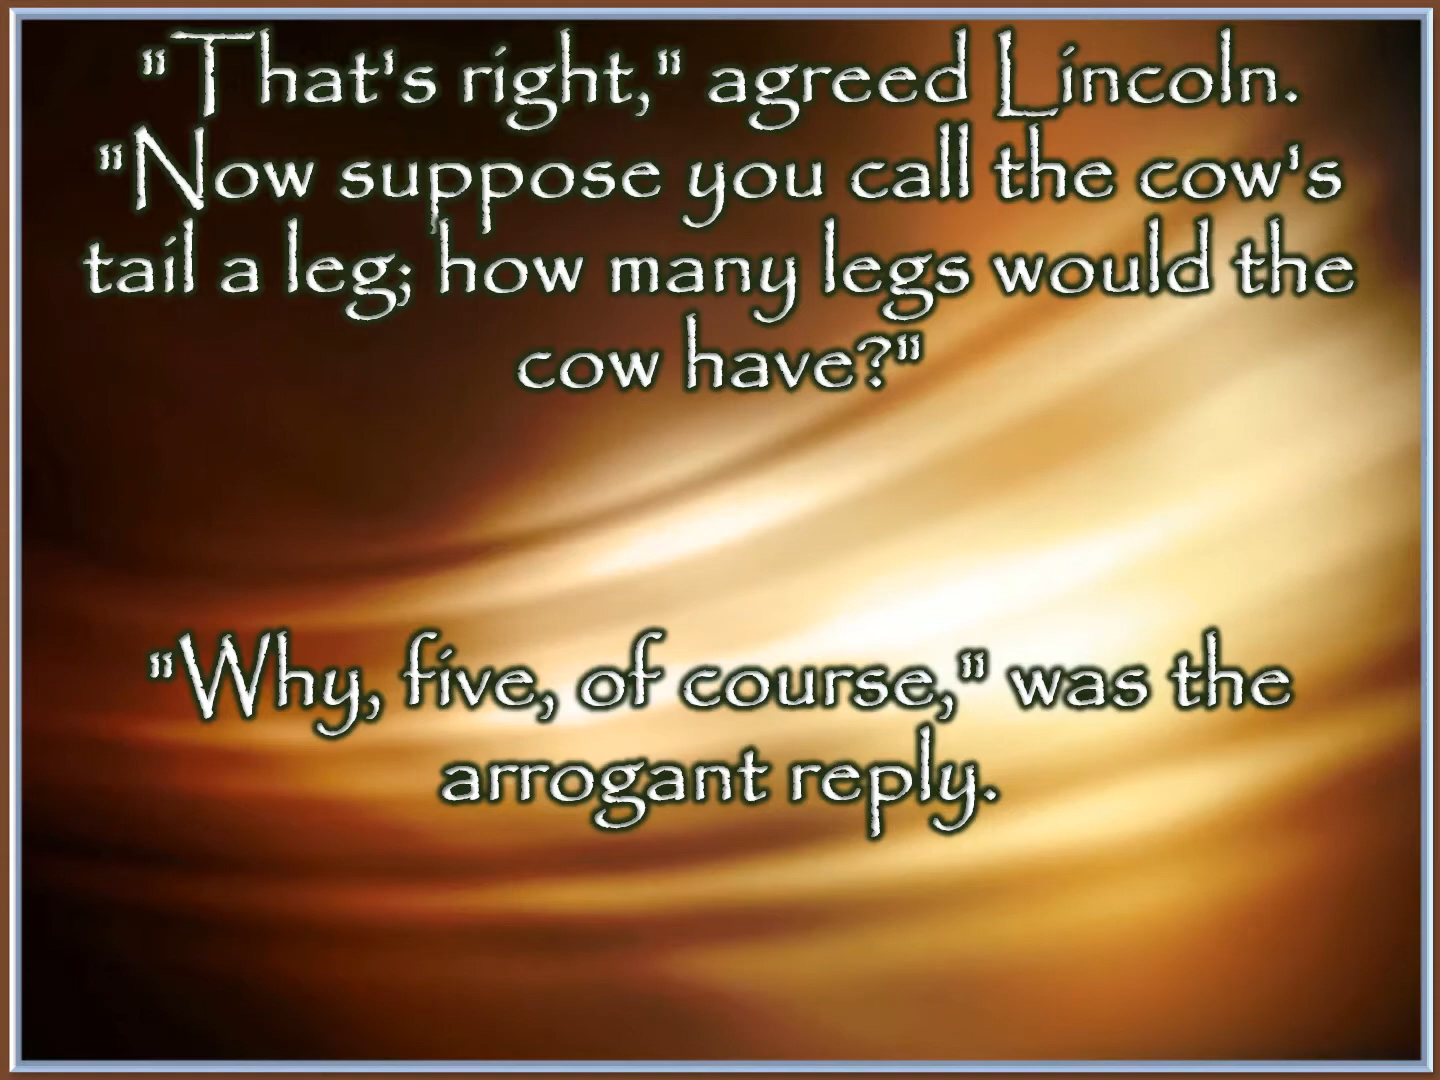 "That's right," agreed Lincoln.
"Now suppose you call the cow's
tail a leg; how many legs would the
cow have?"
"Why, five, of course," was the
arrogant reply.